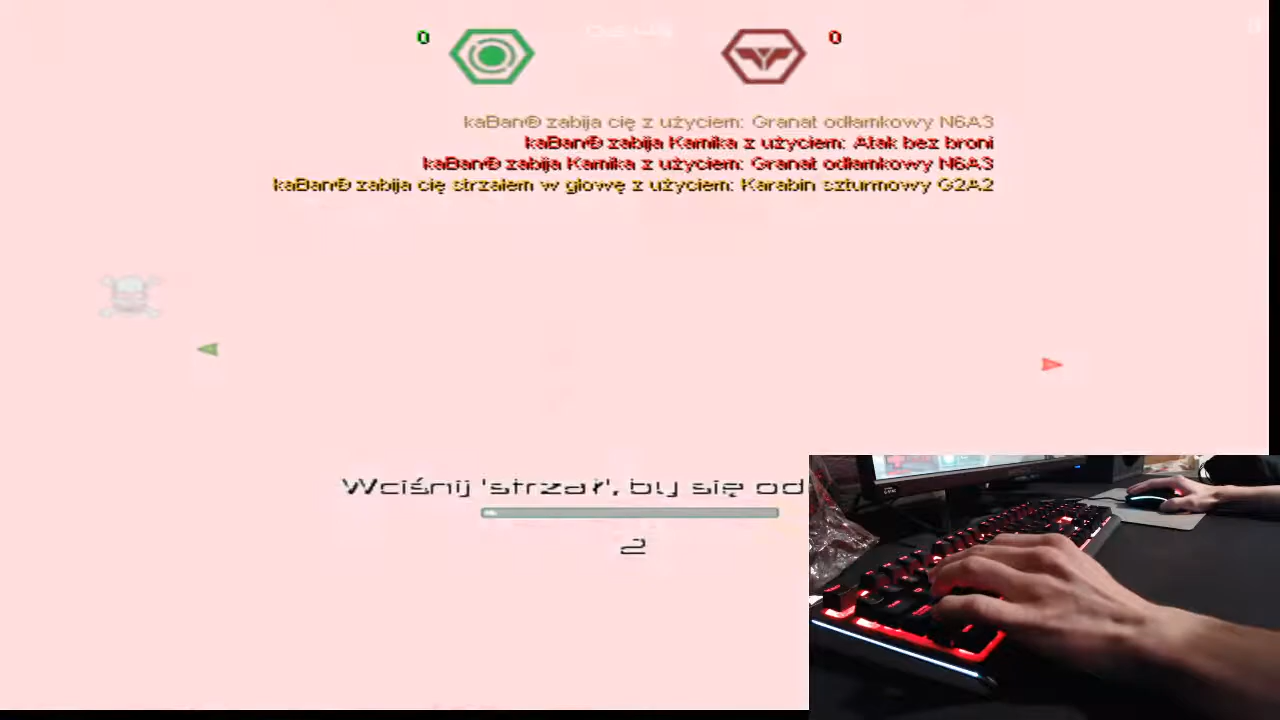 0
0
kaBan® zabija cię z użyciem: Granat odłamkowy N6A3
kaBan® zabija Kamika z użyciem: Atak bez broni
kaBan® zabija Kamika z użyciem: Granat odłamkowy N6A3
kaBan® zabija cię strzałem w głowę z użyciem: Karabin szturmowy G2A2
Wciśnij 'strzał', by się od
2